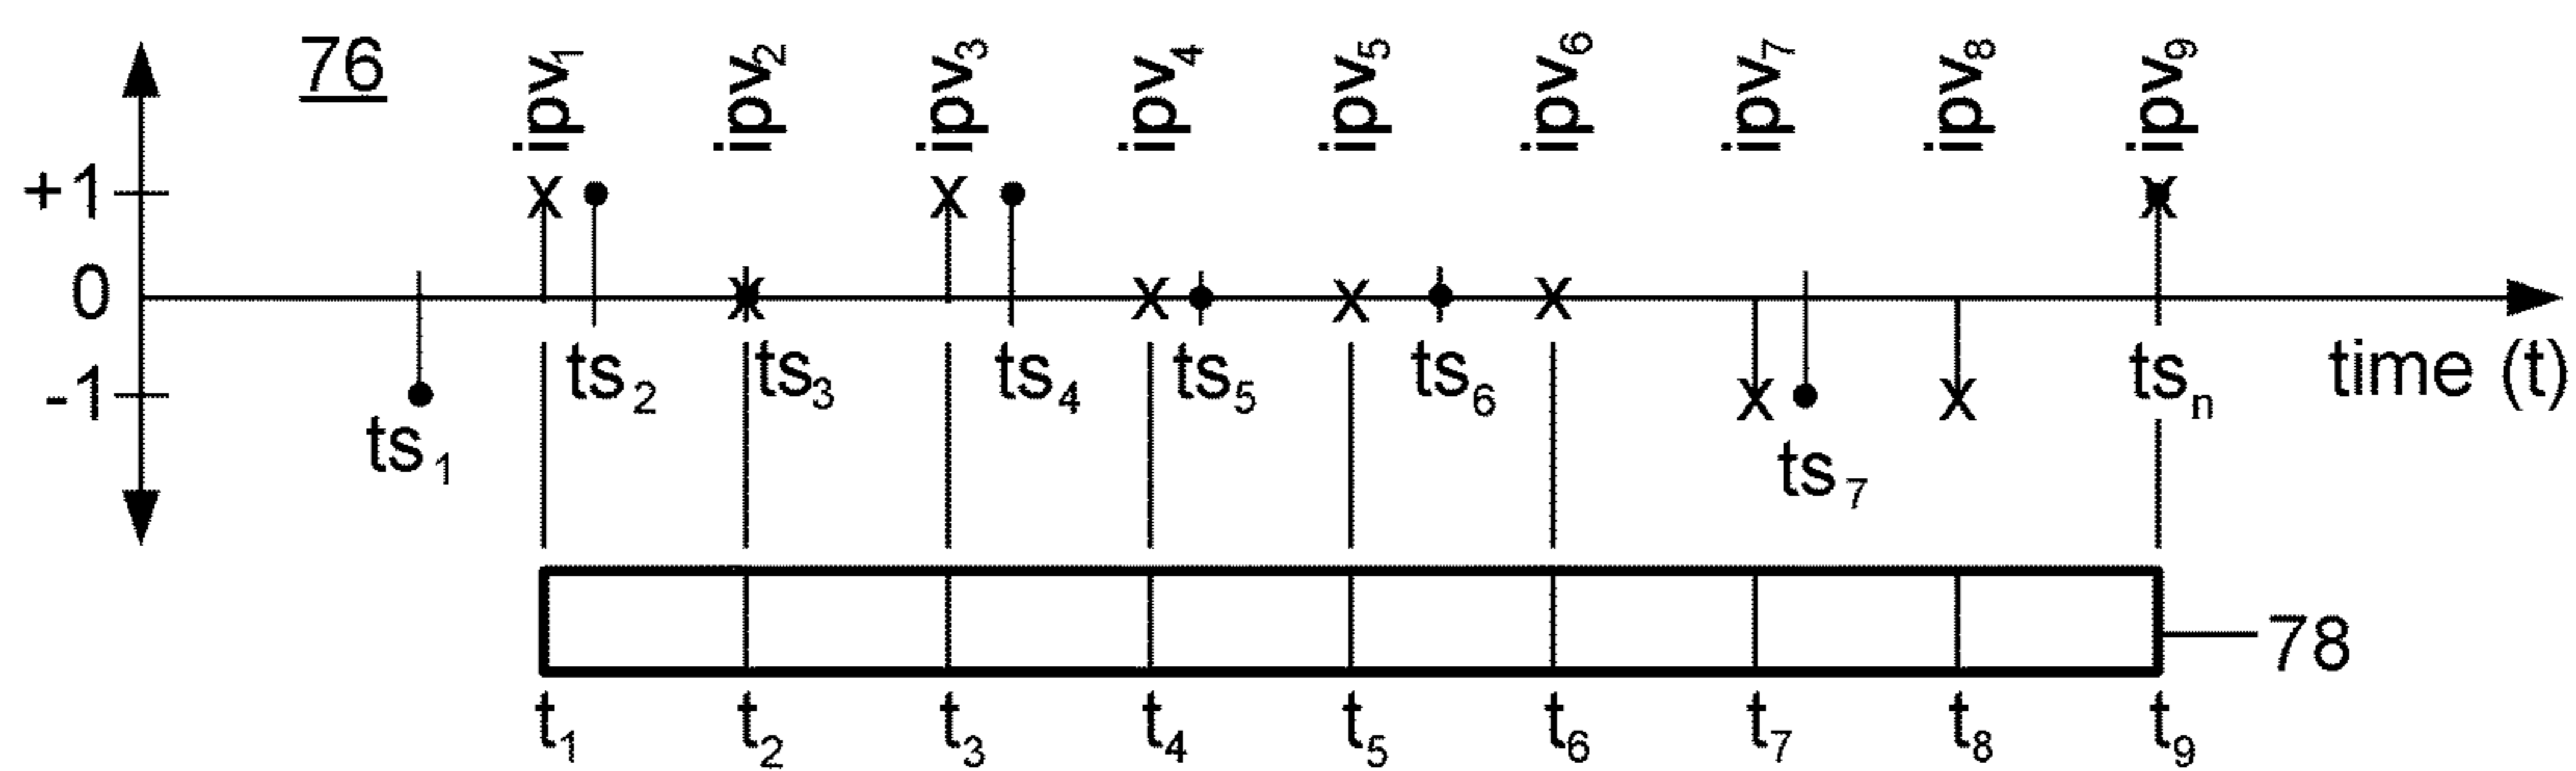 76
ipv1 ipv2 ipv3 ipv4 ipv5 ipv6 ipv7 ipv8 ipv9
+1
0
-1
ts1 ts2 ts3 ts4 ts5 ts6 ts7 tsn time (t)
78
t1 t2 t3 t4 t5 t6 t7 t8 t9